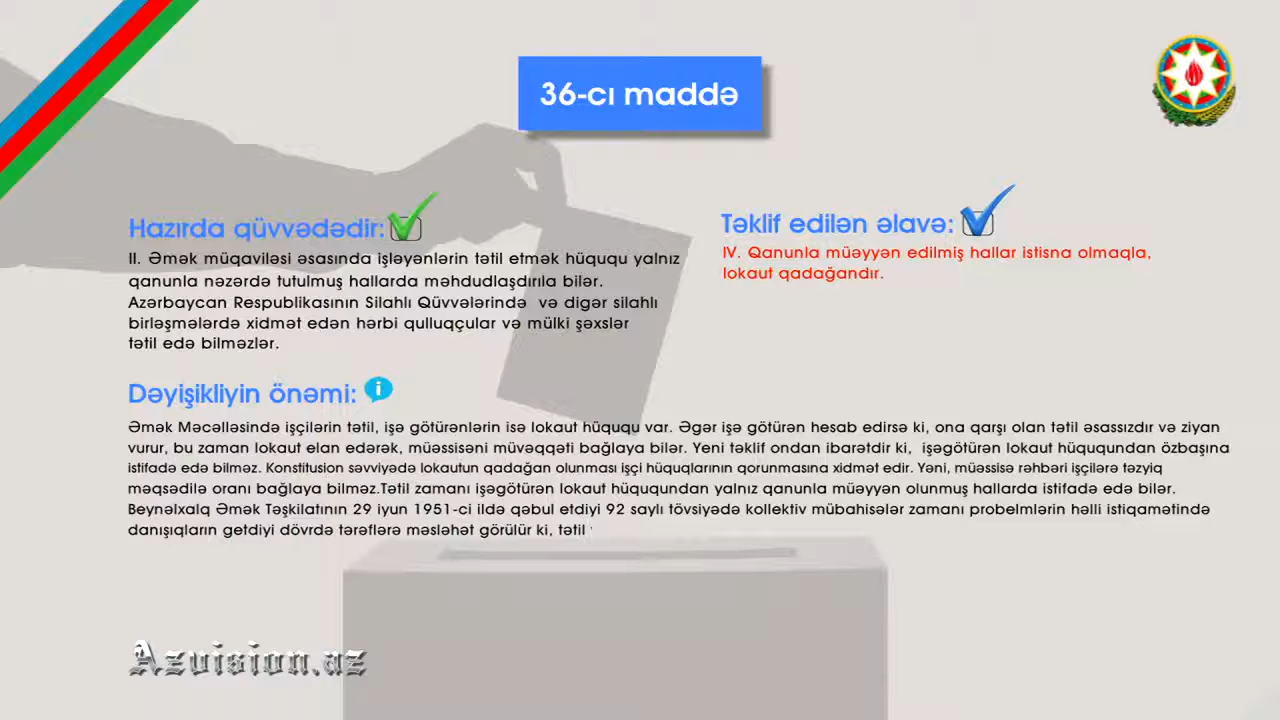 36-cı maddə
Hazırda qüvvədədir:
II. Əmək müqaviləsi əsasında işləyənlərin tətil etmək hüququ yalnız
qanunla nəzərdə tutulmuş hallarda məhdudlaşdırıla bilər.
Azərbaycan Respublikasının Silahlı Qüvvələrində və digər silahlı
birləşmələrdə xidmət edən hərbi qulluqçular və mülki şəxslər
tətil edə bilməzlər.
Təklif edilən əlavə:
IV. Qanunla müəyyən edilmiş hallar istisna olmaqla,
lokaut qadağandır.
Dəyişikliyin önəmi:
Əmək Məcəlləsində işçilərin tətil, işə götürənlərin isə lokaut hüququ var. Əgər işə götürən hesab edirsə ki, ona qarşı olan tətil əsassızdır və ziyan
vurur, bu zaman lokaut elan edərək, müəssisəni müvəqqəti bağlaya bilər. Yeni təklif ondan ibarətdir ki, işəgötürən lokaut hüququndan özbaşına
istifadə edə bilməz. Konstitusion səviyyədə lokautun qadağan olunması işçi hüquqlarının qorunmasına xidmət edir. Yəni, müəssisə rəhbəri işçilərə təzyiq
məqsədilə oranı bağlaya bilməz.Tətil zamanı işəgötürən lokaut hüququndan yalnız qanunla müəyyən olunmuş hallarda istifadə edə bilər.
Beynəlxalq Əmək Təşkilatının 29 iyun 1951-ci ildə qəbul etdiyi 92 saylı tövsiyədə kollektiv mübahisələr zamanı probelmlərin həlli istiqamətində
danışıqların getdiyi dövrdə tərəflərə məsləhət görülür ki, tətil
Azvision.az